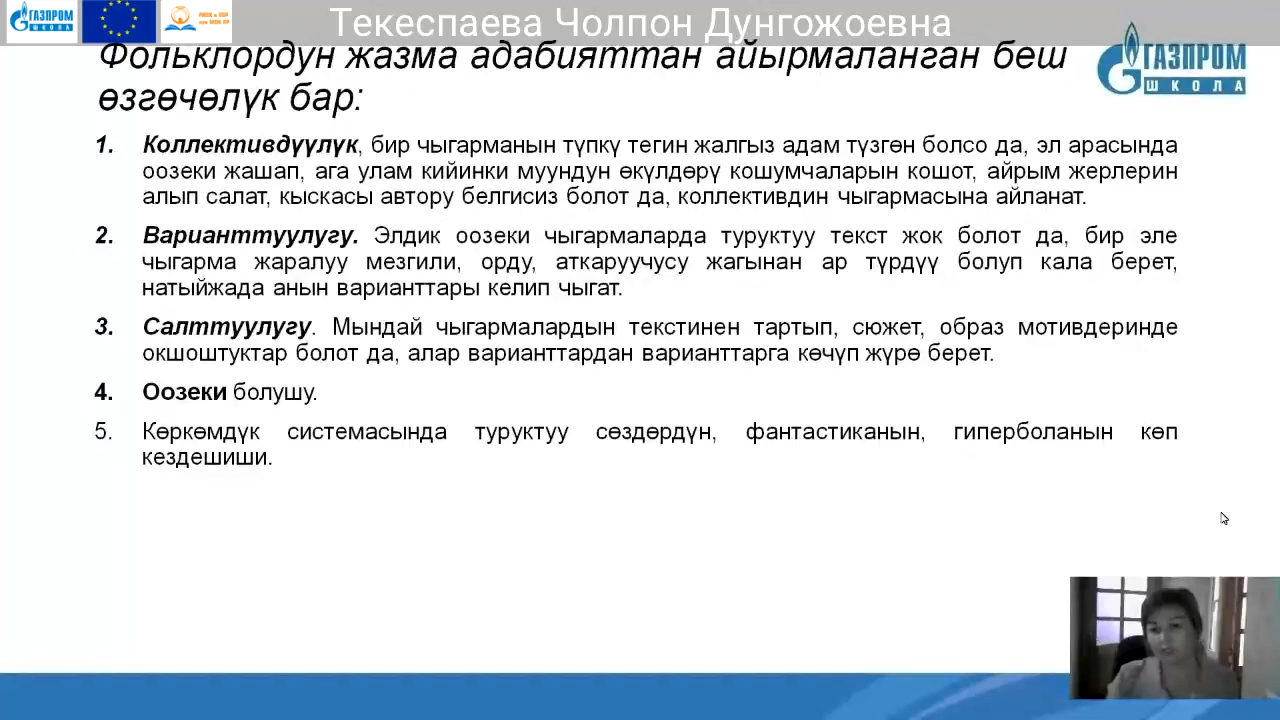 ГАЗПРОМ
ШКОЛА
Текеспаева Чолпон Дунгожоевна
Фольклордун жазма адабияттан айырмаланган беш
өзгөчөлүк бар:
ГАЗПРОМ
ШКОЛА
1. Коллективдүүлүк, бир чыгарманын түпкү тегин жалгыз адам түзгөн болсо да, эл арасында
оозеки жашап, ага улам кийинки муундун өкүлдөрү кошумчаларын кошот, айрым жерлерин
алып салат, кыскасы автору белгисиз болот да, коллективдин чыгармасына айланат.
2. Варианттуулугу. Элдик оозеки чыгармаларда туруктуу текст жок болот да, бир эле
чыгарма жаралуу мезгили, орду, аткаруучусу жагынан ар түрдүү болуп кала берет,
натыйжада анын варианттары келип чыгат.
3. Салттуулугу. Мындай чыгармалардын текстинен тартып, сюжет, образ мотивдеринде
окшоштуктар болот да, алар варианттардан варианттарга көчүп жүрө берет.
4. Оозеки болушу.
5. Көркөмдүк системасында туруктуу сөздөрдүн, фантастиканын, гиперболанын көп
кездешиши.